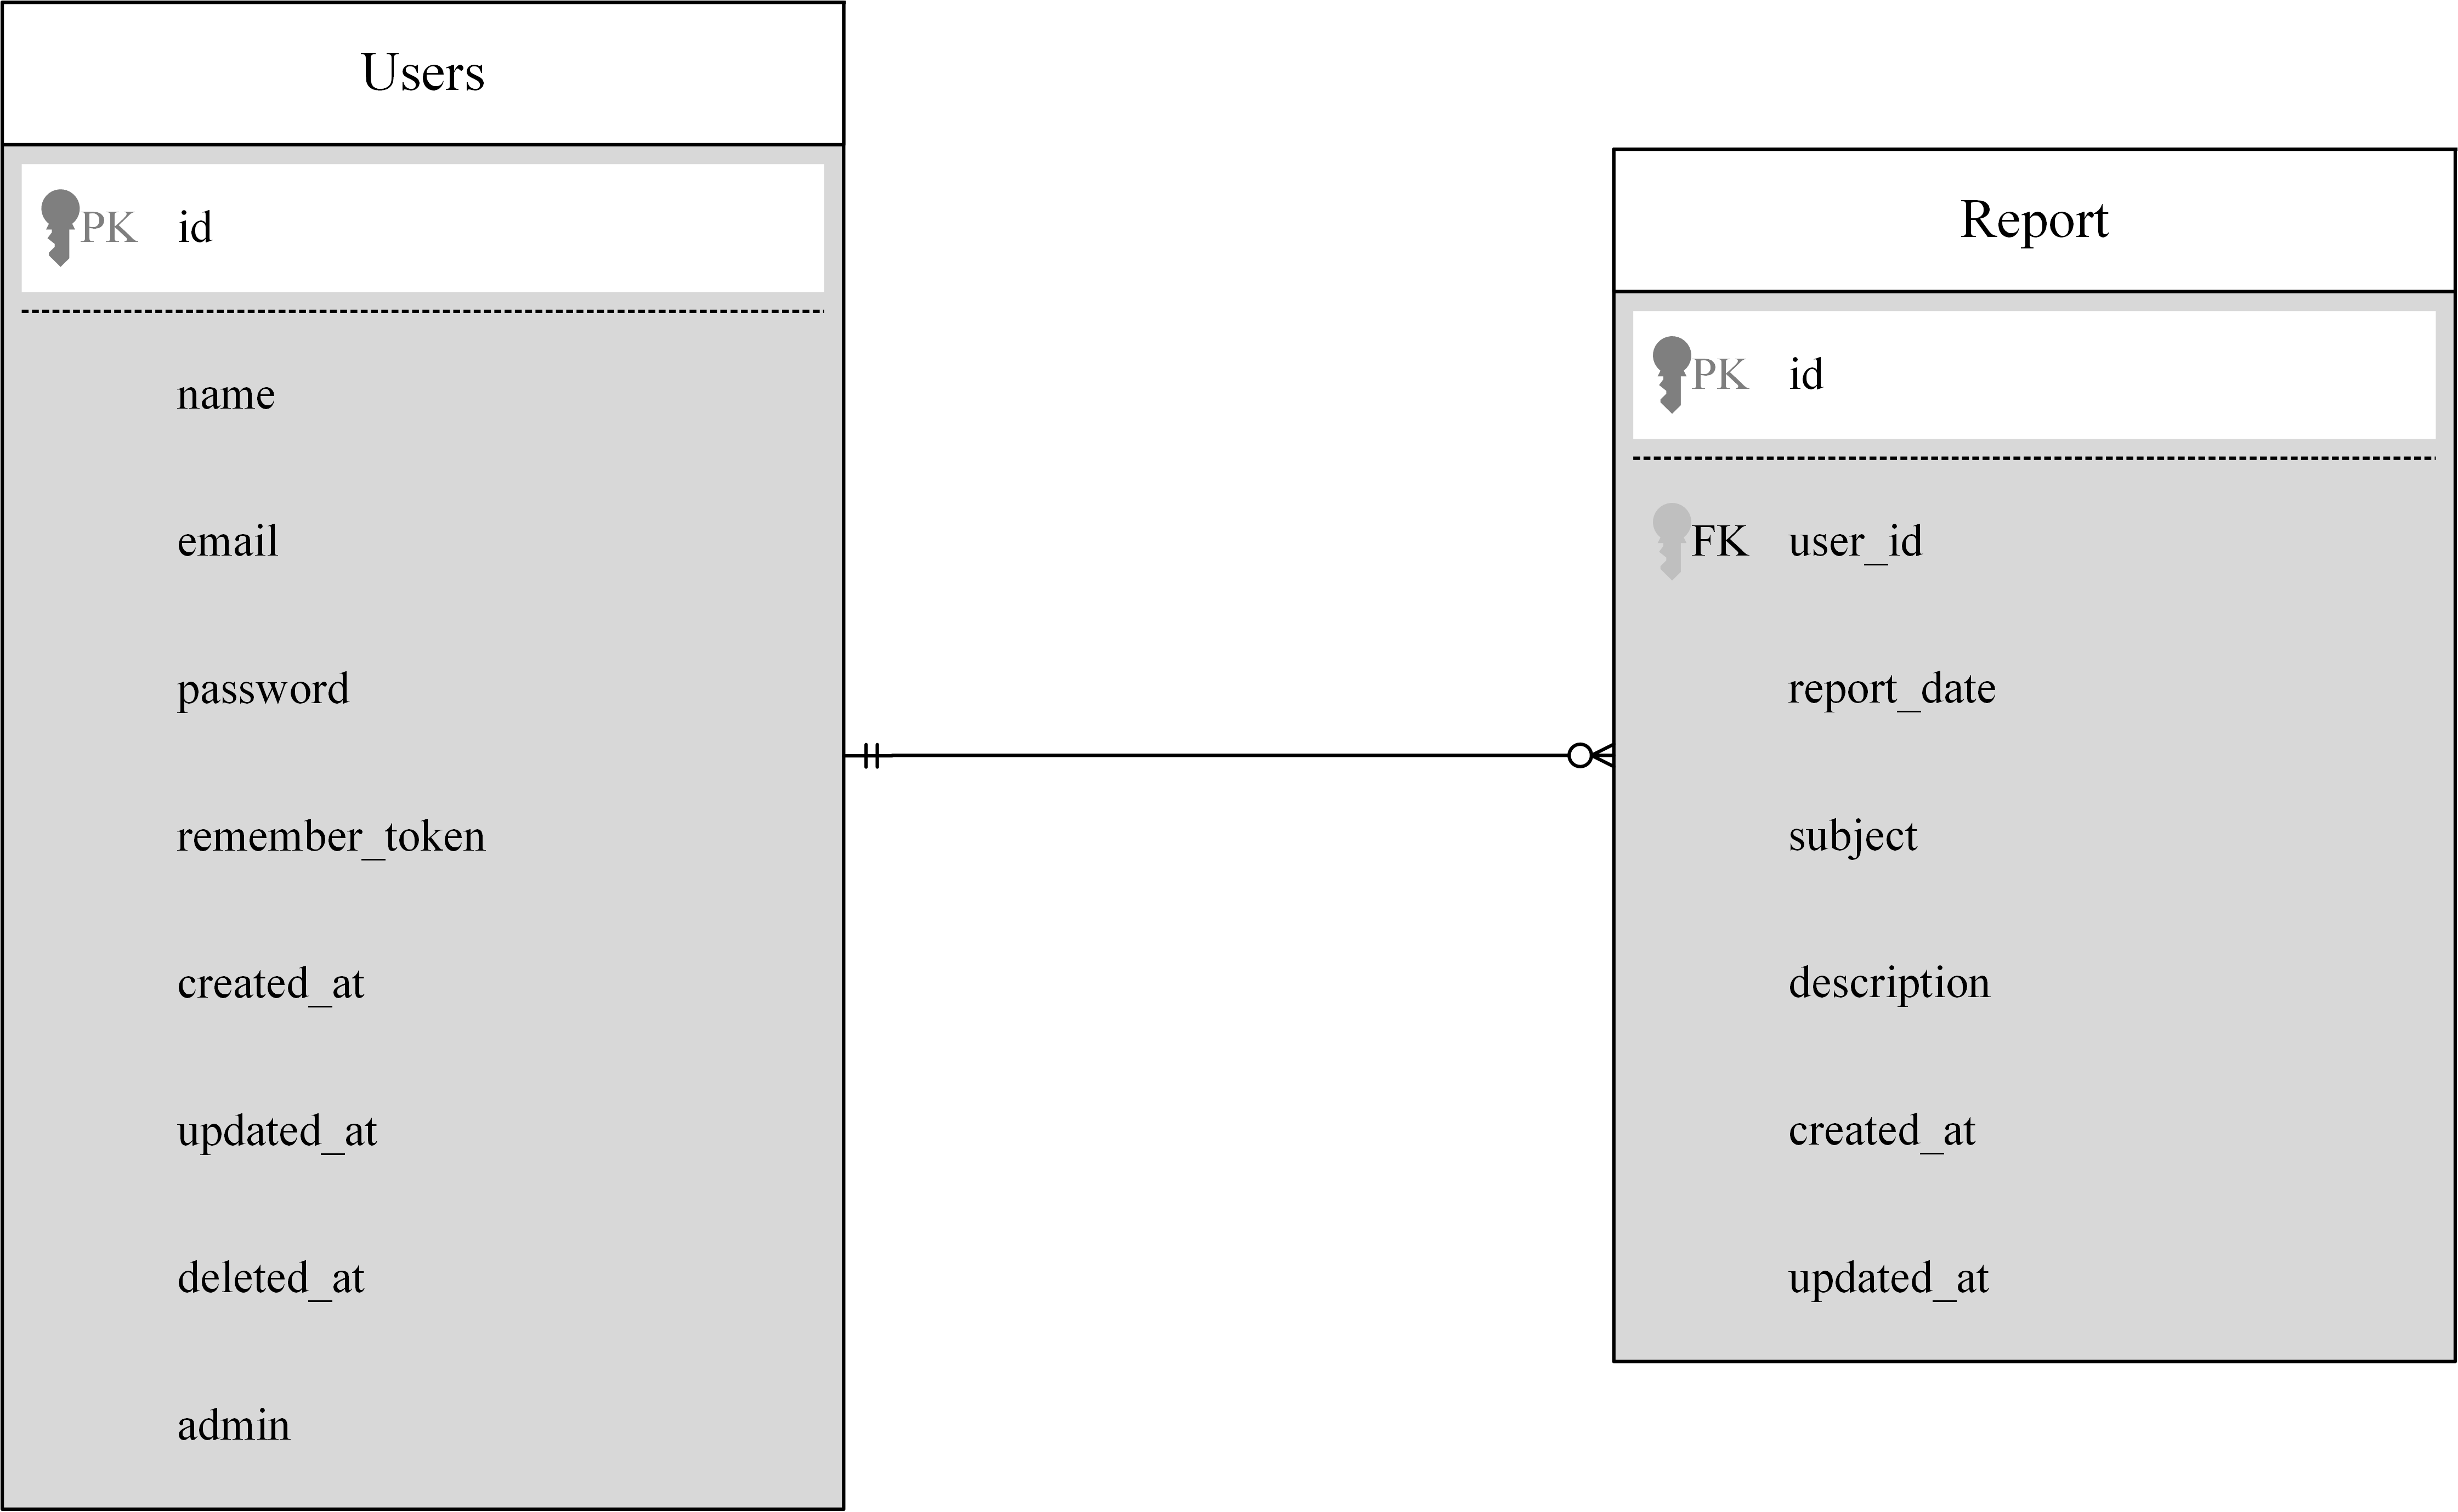 Users
PK id
name
email
password
remember_token
created_at
updated_at
deleted_at
admin
Report
PK id
FK user_id
report_date
subject
description
created_at
updated_at